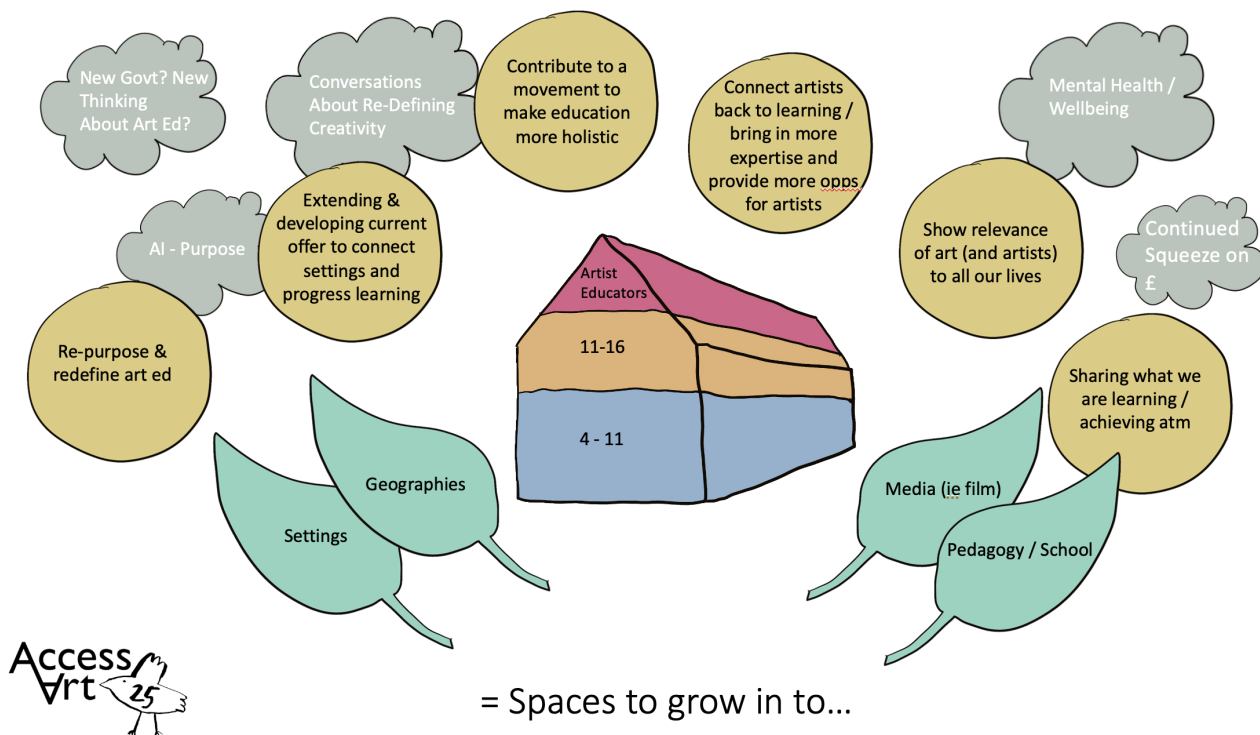 New Govt? New
Thinking
About Art Ed?
Conversations
About Re-Defining
Creativity
Contribute to a
movement to
make education
more holistic
Connect artists
back to learning /
bring in more
expertise and
provide more opps
for artists
Mental Health /
Wellbeing
AI - Purpose
Extending &
developing current
offer to connect
settings and
progress learning
Show relevance
of art (and artists)
to all our lives
Continued
Squeeze on
£
Re-purpose &
redefine art ed
Artist
Educators
11-16
4 - 11
Sharing what we
are learning /
achieving atm
Geographies
Settings
Media (ie film)
Pedagogy / School
Access
Art
25
= Spaces to grow in to...